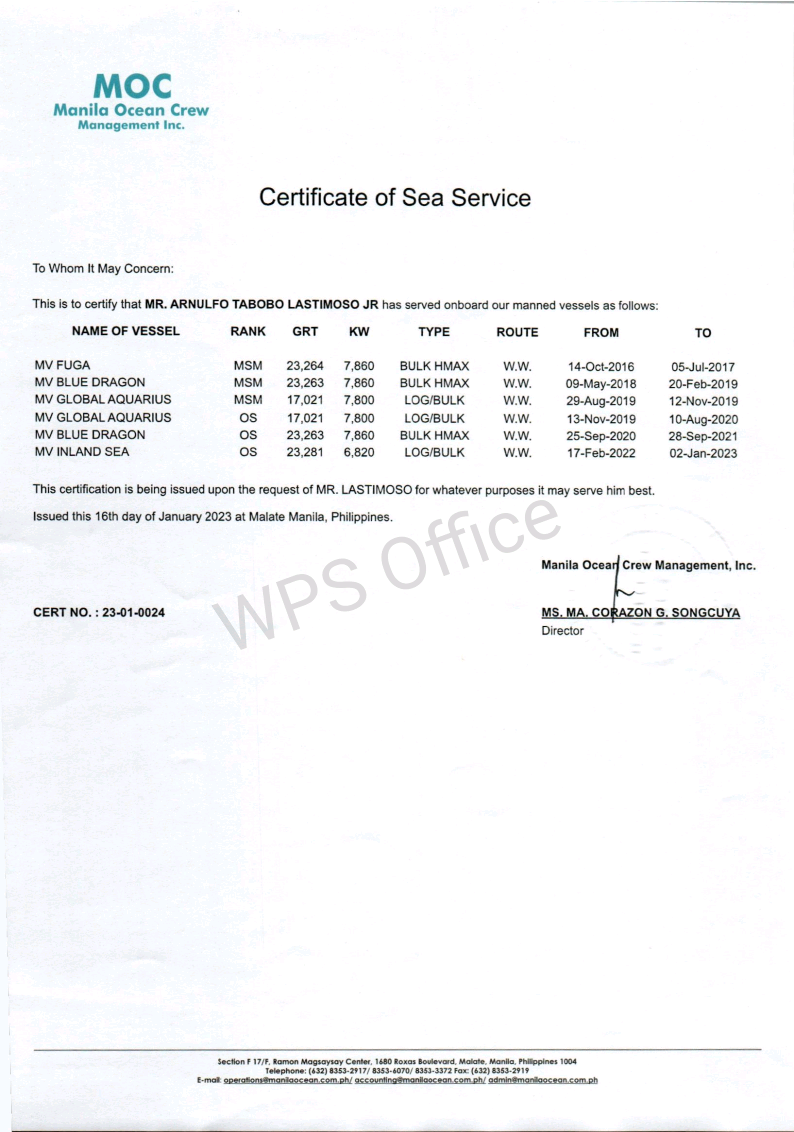 MOC
Manila Ocean Crew
Management Inc.
Certificate of Sea Service
To Whom It May Concern:
This is to certify that MR. ARNULFO TABOBO LASTIMOSO JR has served onboard our manned vessels as follows:
NAME OF VESSEL RANK GRT KW TYPE ROUTE FROM TO
MV FUGA MSM 23,264 7,860 BULK HMAX W.W. 14-Oct-2016 05-Jul-2017
MV BLUE DRAGON MSM 23,263 7,860 BULK HMAX W.W. 09-May-2018 20-Feb-2019
MV GLOBAL AQUARIUS MSM 17,021 7,800 LOG/BULK W.W. 29-Aug-2019 12-Nov-2019
MV GLOBAL AQUARIUS OS 17,021 7,800 LOG/BULK W.W. 13-Nov-2019 10-Aug-2020
MV BLUE DRAGON OS 23,263 7,860 BULK HMAX W.W. 25-Sep-2020 28-Sep-2021
MV INLAND SEA OS 23,281 6,820 LOG/BULK W.W. 17-Feb-2022 02-Jan-2023
This certification is being issued upon the request of MR. LASTIMOSO for whatever purposes it may serve him best.
Issued this 16th day of January 2023 at Malate Manila, Philippines.
WPS Office
Manila Ocean Crew Management, Inc.
CERT NO. : 23-01-0024
MS. MA. CORAZON G. SONGCUYA
Director
Section F 17/F, Ramon Magsaysay Center, 1680 Roxas Boulevard, Malate, Manila, Philippines 1004
Telephone: (632) 8353-2917/ 8353-6070/ 8353-3372 Fax: (632) 8353-2919
E-mail: operations@manilaocean.com.ph/ accounting@manilaocean.com.ph/ admin@manilaocean.com.ph